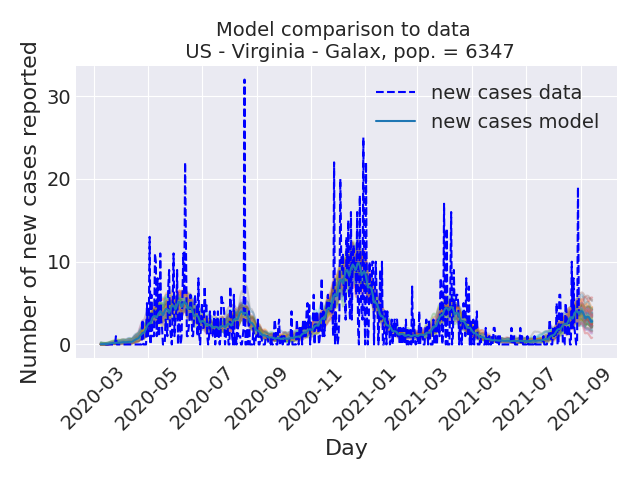 Model comparison to data
US - Virginia - Galax, pop. = 6347
Number of new cases reported
30
20
10
0
new cases data
new cases model
2020-03
2020-05
2020-07
2020-09
2020-11
2021-01
2021-03
2021-05
2021-07
2021-09
Day